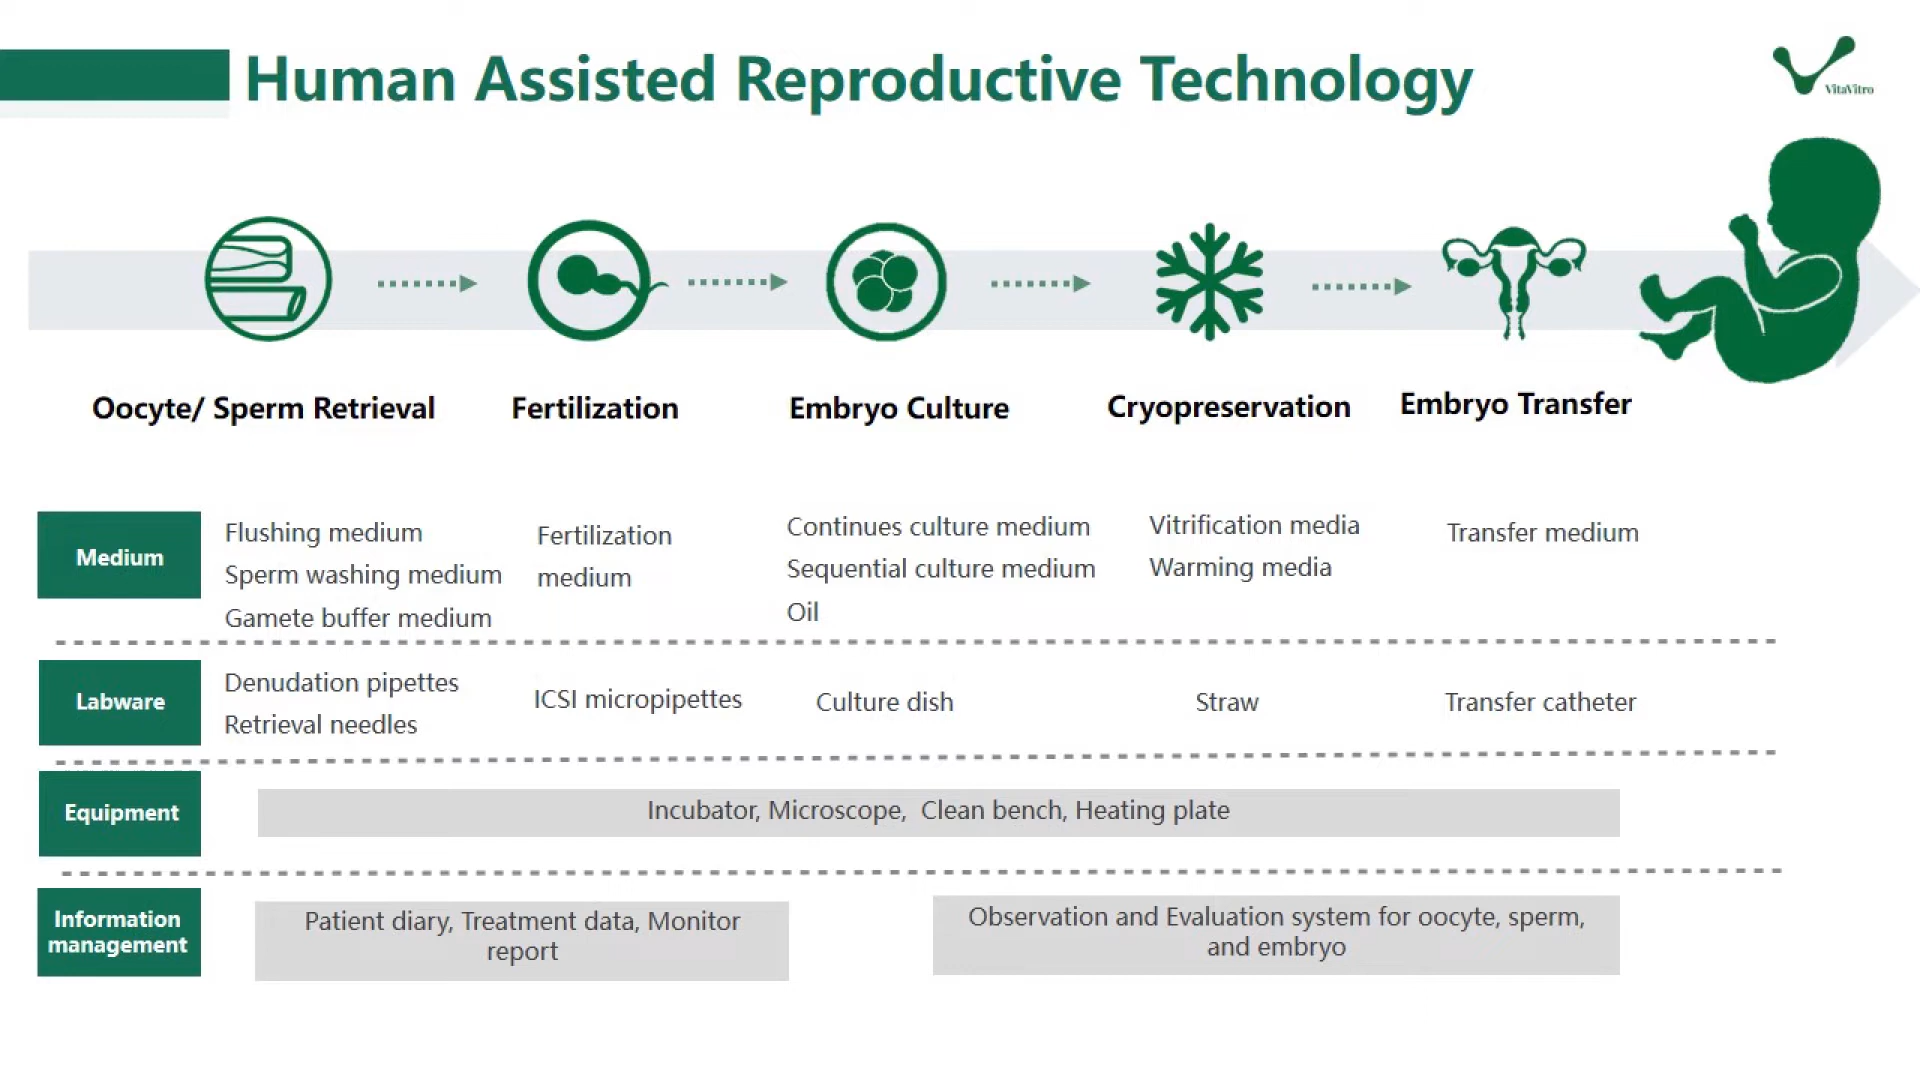 Human Assisted Reproductive Technology
VitaVitro
Oocyte/ Sperm Retrieval
Fertilization
Embryo Culture
Cryopreservation
Embryo Transfer
Medium
Flushing medium
Sperm washing medium
Gamete buffer medium
Fertilization
medium
Continues culture medium
Sequential culture medium
Oil
Vitrification media
Warming media
Transfer medium
Labware
Denudation pipettes
Retrieval needles
ICSI micropipettes
Culture dish
Straw
Transfer catheter
Equipment
Incubator, Microscope, Clean bench, Heating plate
Information
management
Patient diary, Treatment data, Monitor
report
Observation and Evaluation system for oocyte, sperm,
and embryo